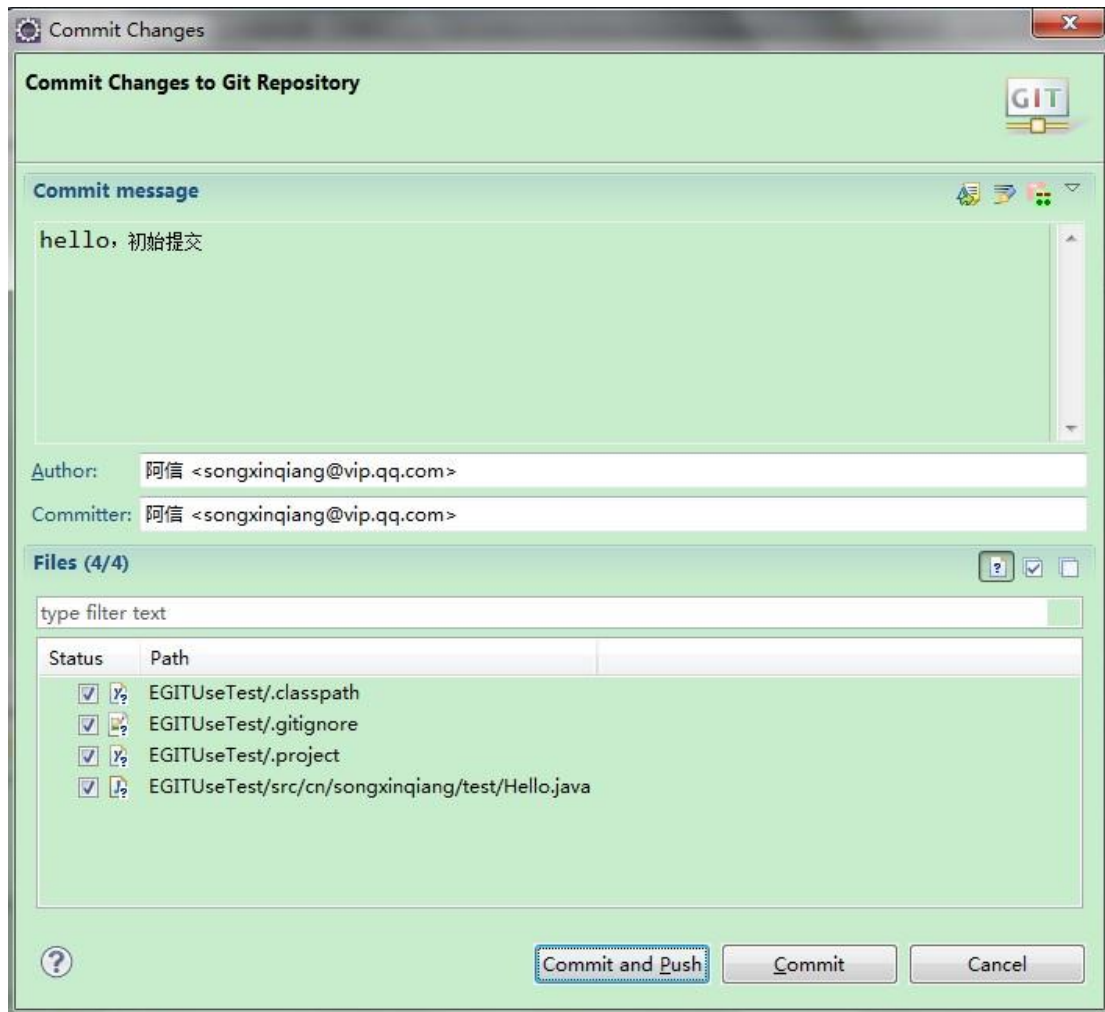 Commit Changes
Commit Changes to Git Repository
GIT
Commit message
hello，初始提交
Author: 阿信 <songxinqiang@vip.qq.com>
Committer: 阿信 <songxinqiang@vip.qq.com>
Files (4/4)
type filter text
Status Path
EGITUseTest/.classpath
EGITUseTest/.gitignore
EGITUseTest/.project
EGITUseTest/src/cn/songxinqiang/test/Hello.java
Commit and Push Commit Cancel